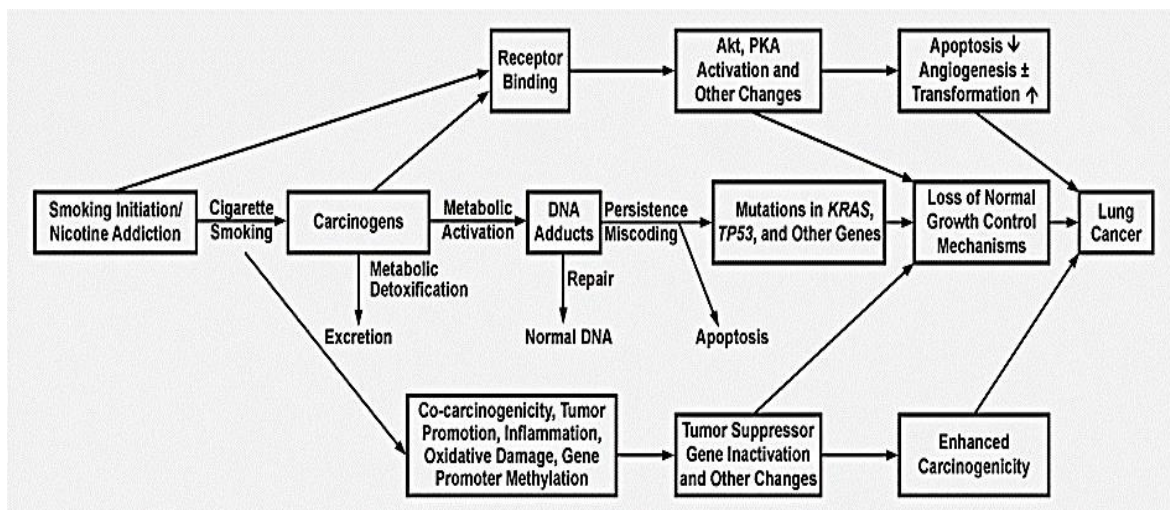 Receptor
Binding
Akt, PKA
Activation and
Other Changes
Apoptosis ↓
Angiogenesis ±
Transformation ↑
Smoking Initiation/
Nicotine Addiction
Cigarette
Smoking
Carcinogens
Metabolic
Activation
DNA
Adducts
Persistence
Miscoding
Mutations in KRAS,
TP53, and Other Genes
Loss of Normal
Growth Control
Mechanisms
Lung
Cancer
Metabolic
Detoxification
Repair
Excretion
Normal DNA
Apoptosis
Co-carcinogenicity, Tumor
Promotion, Inflammation,
Oxidative Damage, Gene
Promoter Methylation
Tumor Suppressor
Gene Inactivation
and Other Changes
Enhanced
Carcinogenicity